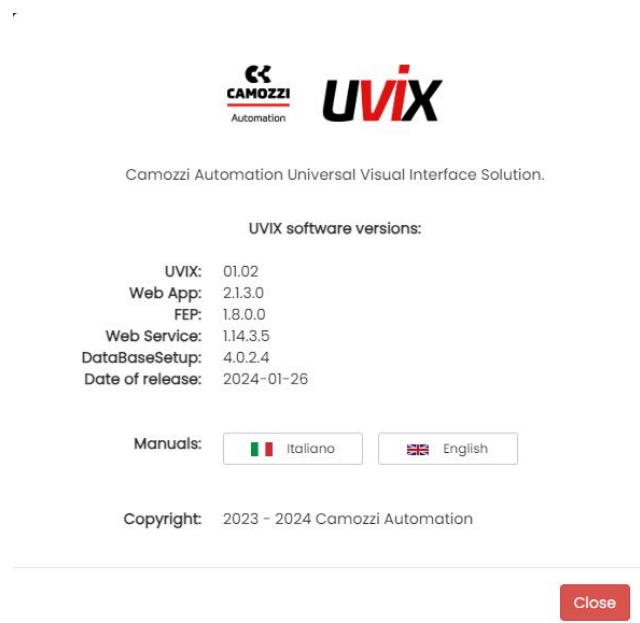 CAMOZZI
Automation
UVIX
Camozzi Automation Universal Visual Interface Solution.
UVIX software versions:
UVIX: 01.02
Web App: 2.1.3.0
FEP: 1.8.0.0
Web Service: 1.14.3.5
DataBaseSetup: 4.0.2.4
Date of release: 2024-01-26
Manuals: Italiano English
Copyright: 2023 - 2024 Camozzi Automation
Close